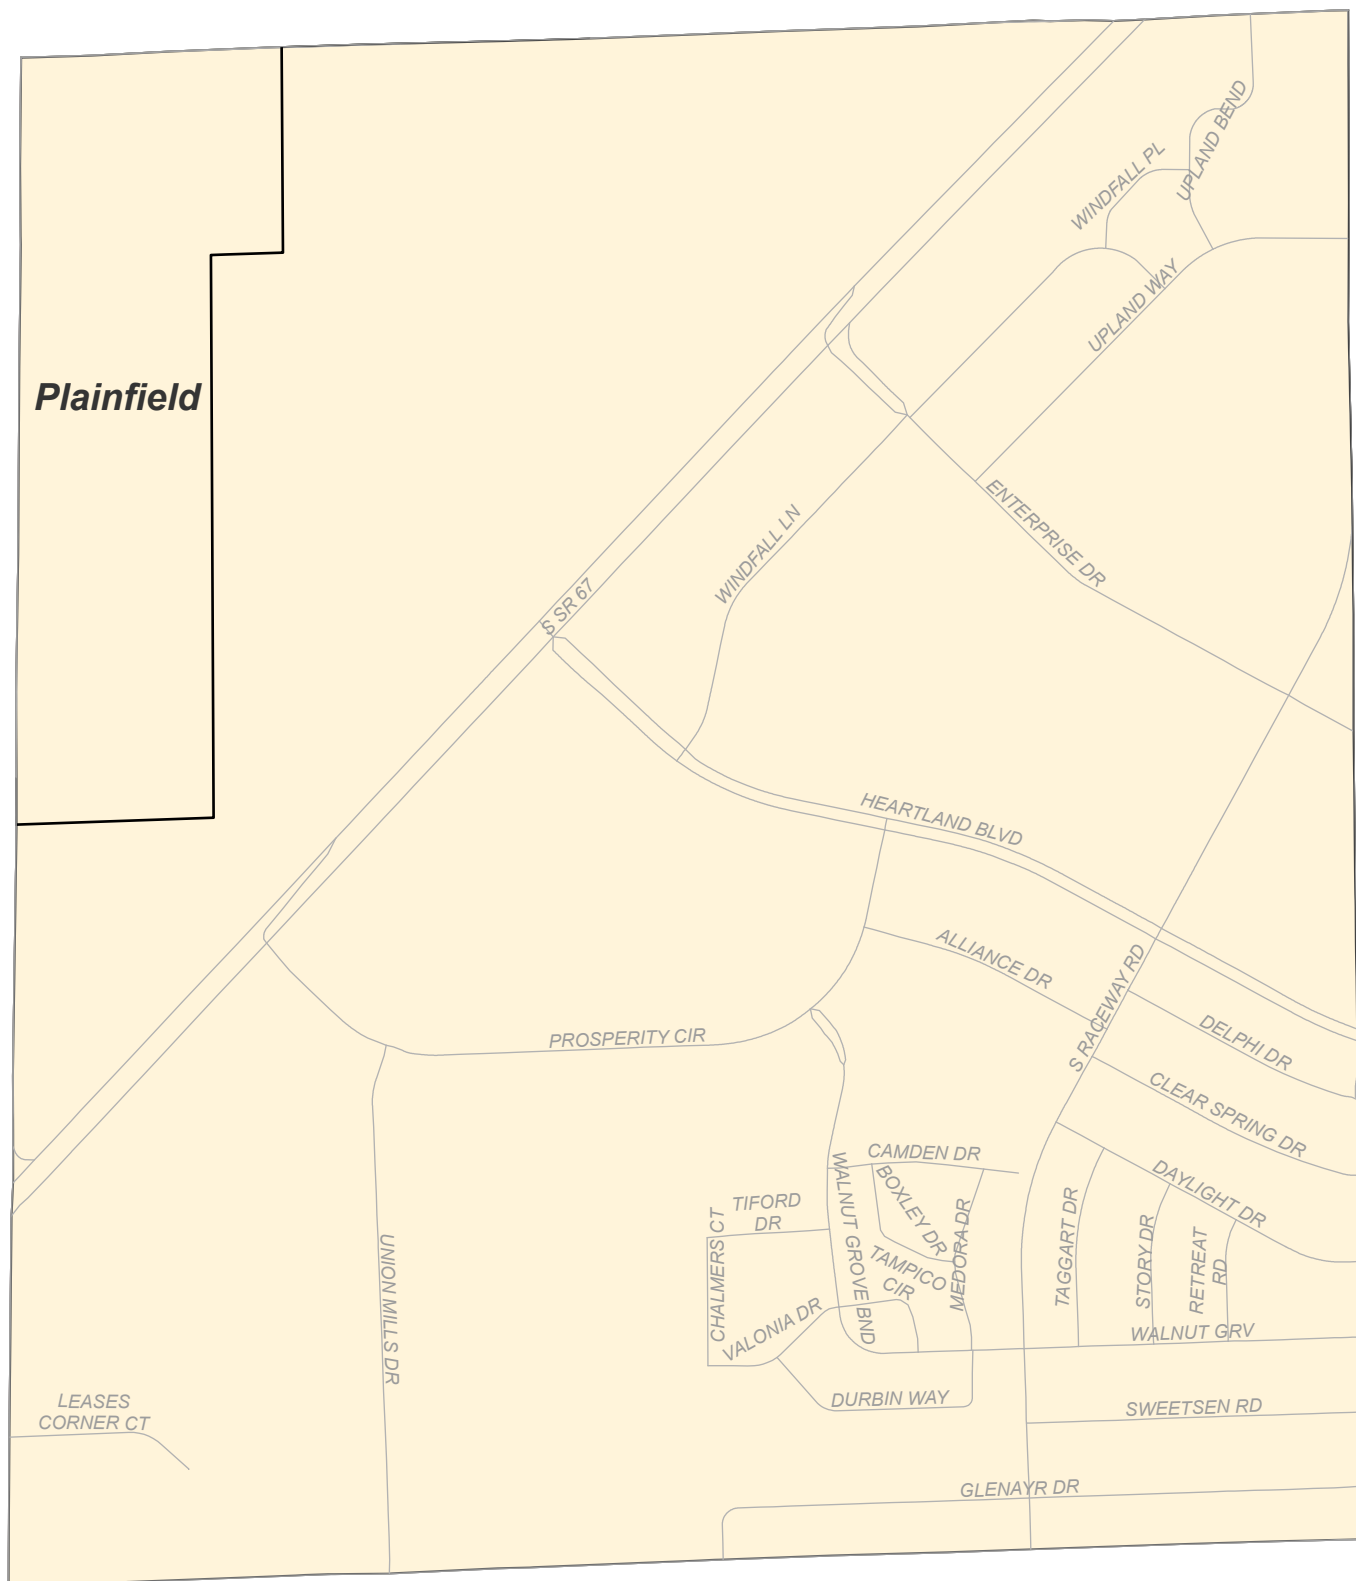 UPLAND BEND
WINDFALL PL
UPLAND WAY
Plainfield
ENTERPRISE DR
WINDFALL LN
S SR 67
HEARTLAND BLVD
ALLIANCE DR
S RACEWAY RD
DELPHI DR
PROSPERITY CIR
CLEAR SPRING DR
CAMDEN DR
DAYLIGHT DR
WALNUT GROVE BND
BOXLEY DR
TIFORD
DR
CHALMERS CT
MEDORA DR
TAGGART DR
STORY DR
RETREAT
RD
TAMPICO
CIR
UNION MILLS DR
VALONIA DR
WALNUT GRV
DURBIN WAY
LEASES
CORNER CT
SWEETSEN RD
GLENAYR DR